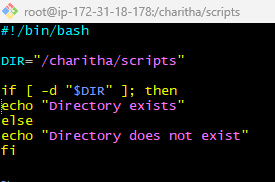 root@ip-172-31-18-178:/charitha/scripts
#!/bin/bash
DIR="/charitha/scripts"
if [ -d "$DIR" ]; then
echo "Directory exists"
else
echo "Directory does not exist"
fi